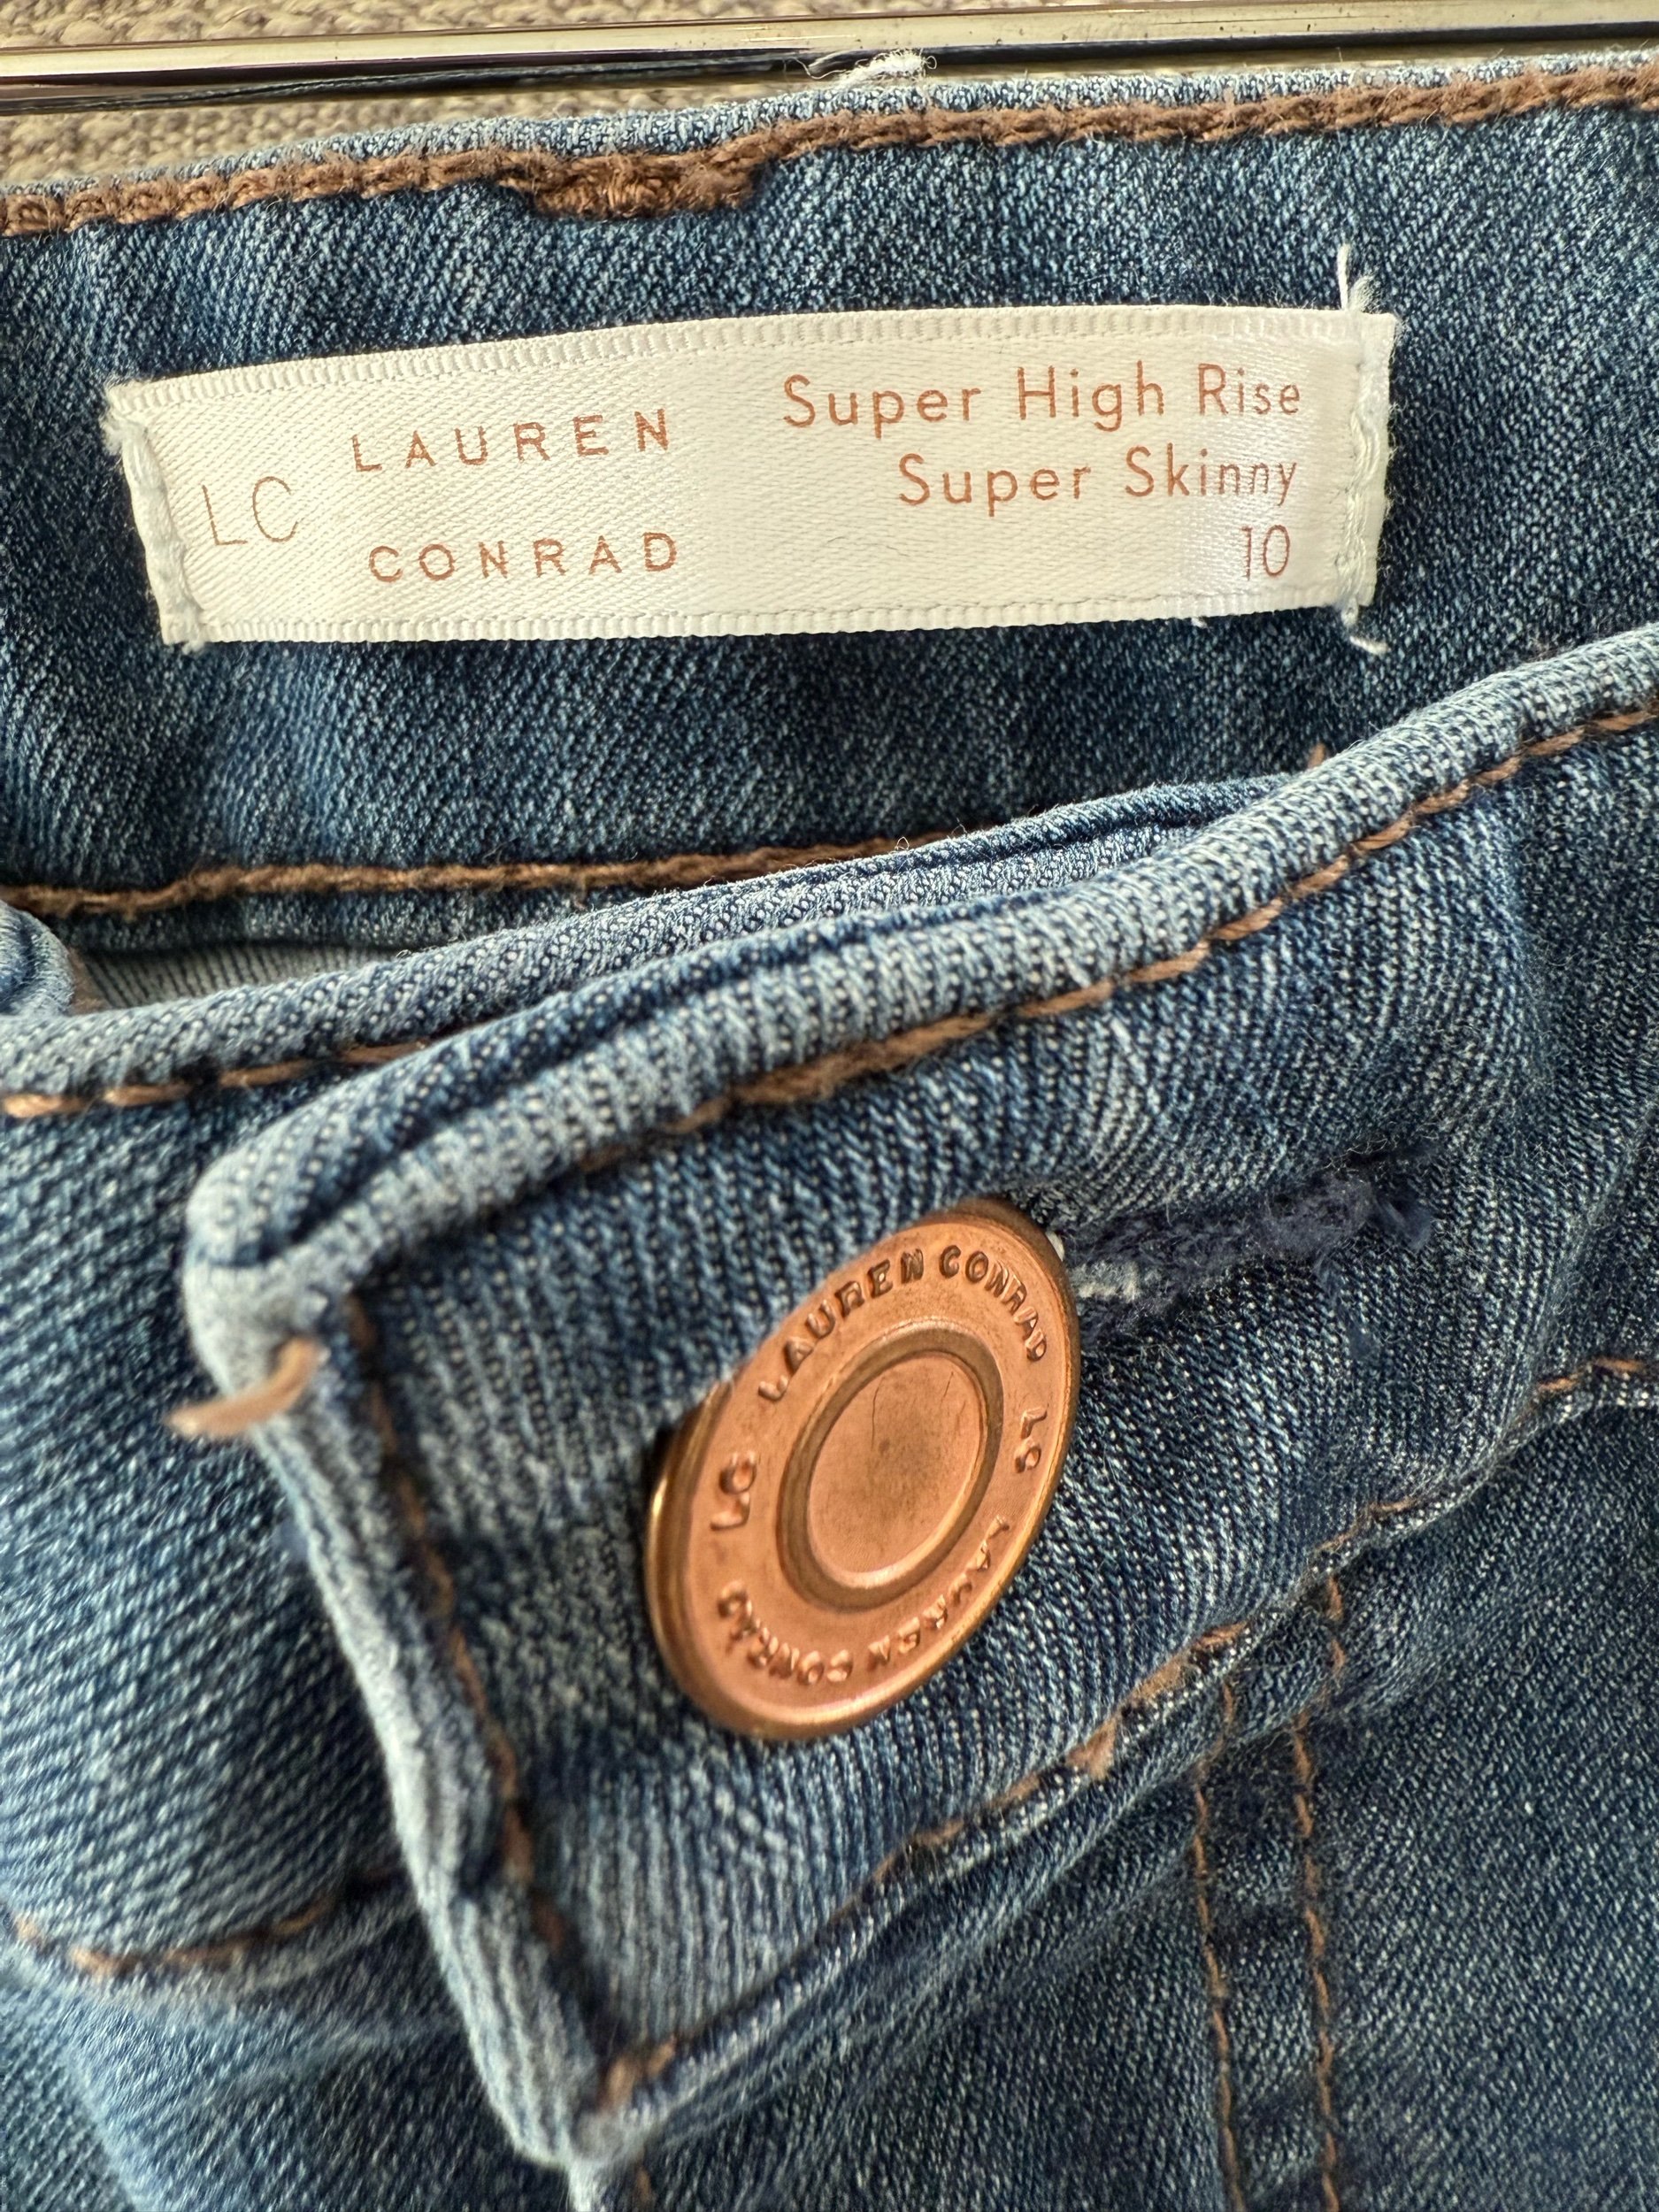 LC
LAUREN
CONRAD
Super High Rise
Super Skinny
10
LAUREN CONRAD LC LAUREN CONRAD LC